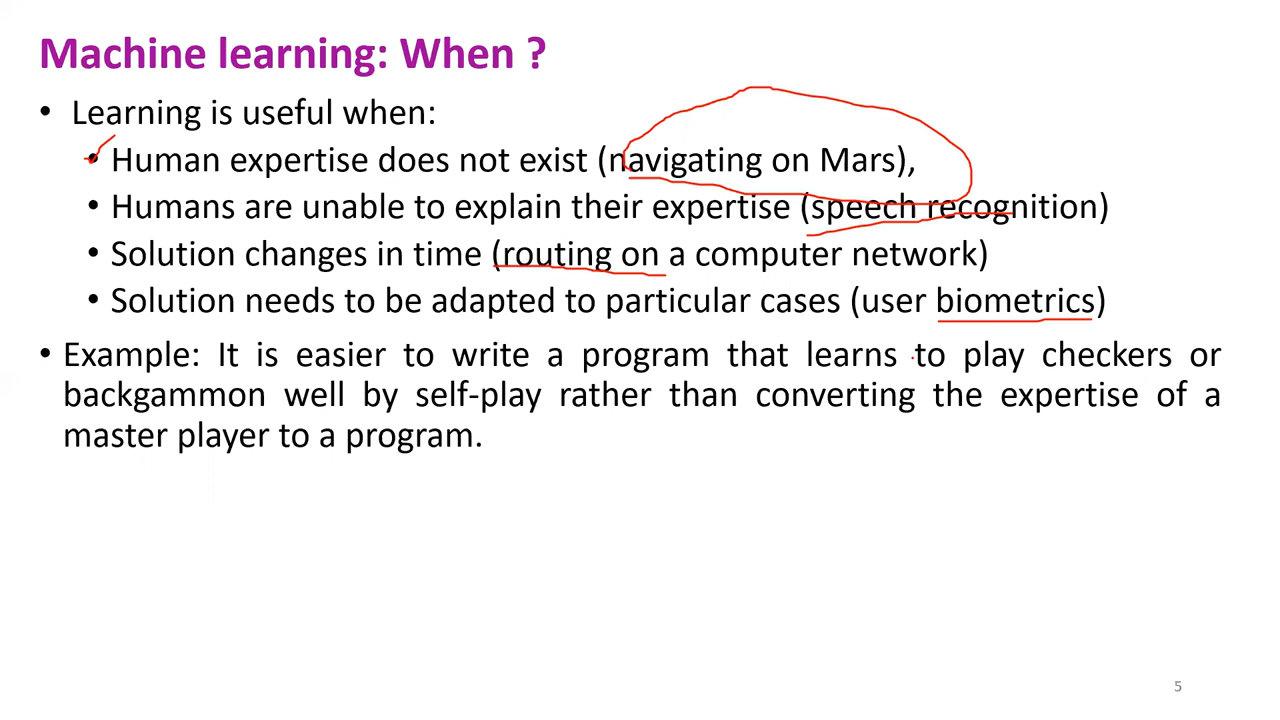 Machine learning: When ?
• Learning is useful when:
• Human expertise does not exist (navigating on Mars),
• Humans are unable to explain their expertise (speech recognition)
• Solution changes in time (routing on a computer network)
• Solution needs to be adapted to particular cases (user biometrics)
• Example: It is easier to write a program that learns to play checkers or
backgammon well by self-play rather than converting the expertise of a
master player to a program.
5